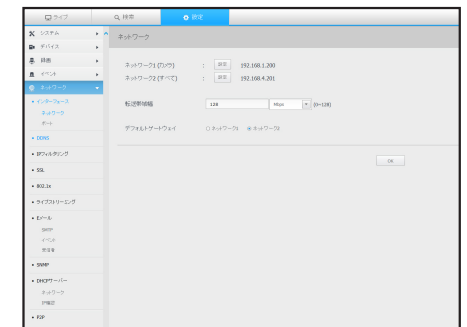 ライブ
検索
設定
システム
デバイス
録画
イベント
ネットワーク
インターフェース
ネットワーク
ポート
DDNS
IPフィルタリング
SSL
802.1x
ライブストリーミング
Eメール
SMTP
イベント
受信者
SNMP
DHCPサーバー
ネットワーク
IP確認
P2P
ネットワーク
ネットワーク1 (カメラ) : 設定 192.168.1.200
ネットワーク2 (すべて) : 設定 192.168.4.201
転送帯域幅 128 Mbps (0~128)
デフォルトゲートウェイ ネットワーク1 ネットワーク2
OK